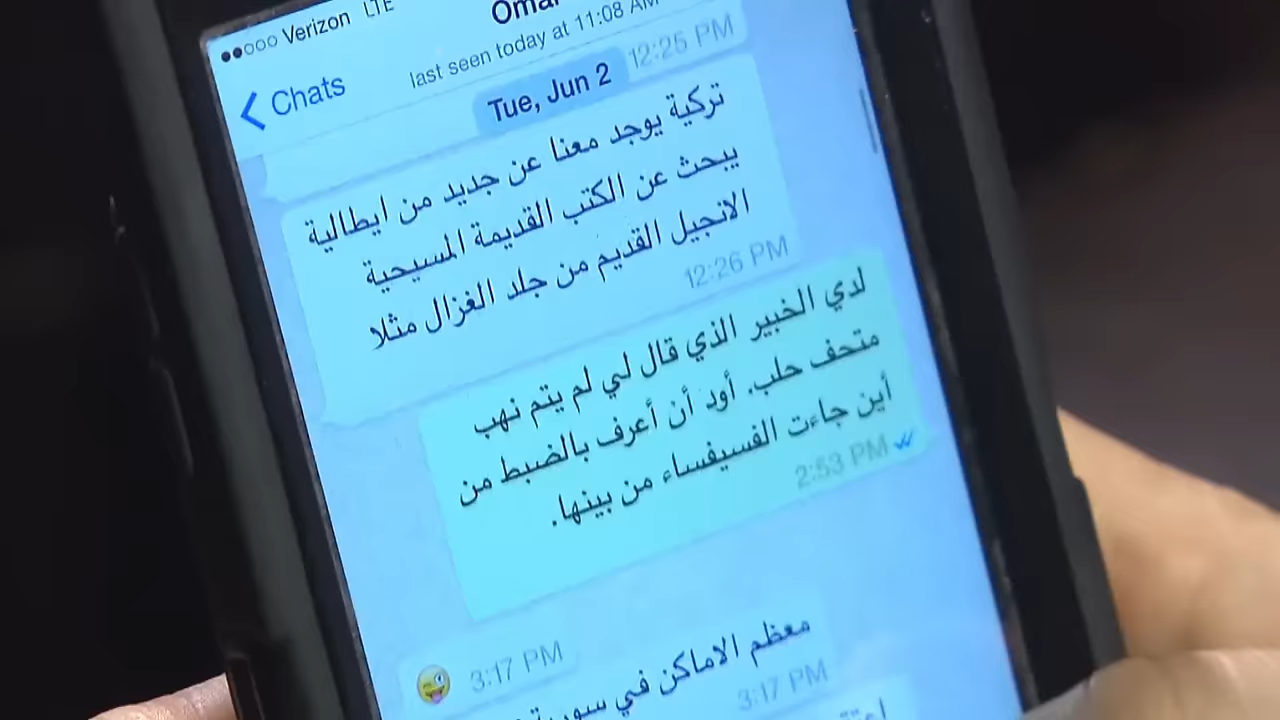 Verizon LTE
Omar
last seen today at 11:08 AM
Chats
12:25 PM
Tue, Jun 2
تركية يوجد معنا عن جديد من ايطالية
يبحث عن الكتب القديمة المسيحية
الانجيل القديم من جلد الغزال مثلا
12:26 PM
لدي الخبير الذي قال لي لم يتم نهب
متحف حلب. أود أن أعرف بالضبط من
أين جاءت الفسيفساء من بينها.
2:53 PM
😜 3:17 PM
معظم الاماكن في سورية
3:17 PM